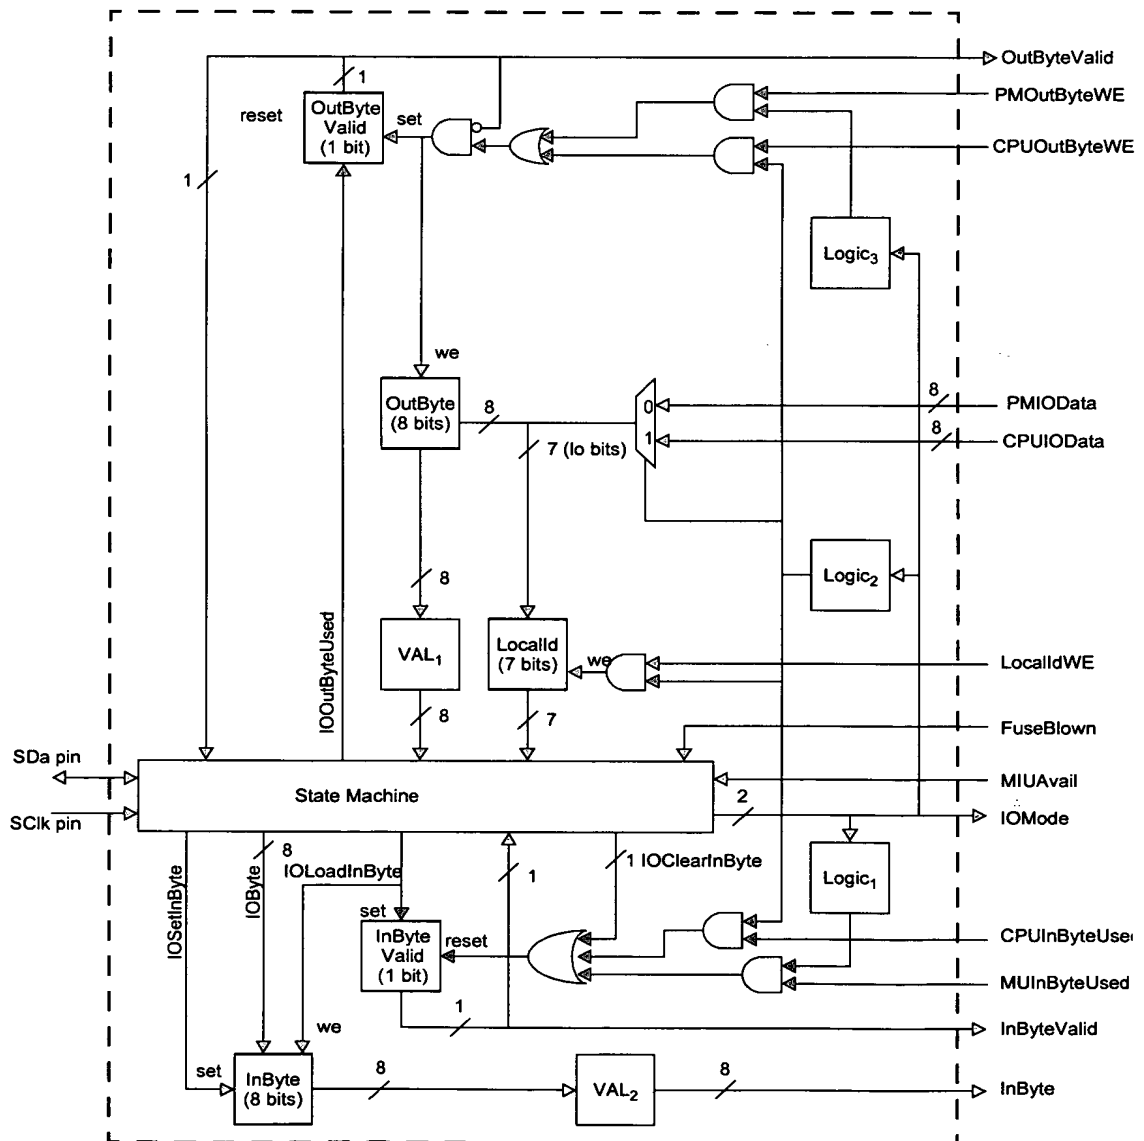 OutByteValid
1
PMOutByteWE
reset
OutByte
Valid
(1 bit)
set
CPUOutByteWE
1
Logic3
we
OutByte
(8 bits)
8
0
8
PMIOData
7 (lo bits)
1
8
CPUIOData
Logic2
8
IOOutByteUsed
VAL1
LocalId
(7 bits)
we
LocalIdWE
8
7
FuseBlown
SDa pin
State Machine
MIUAvail
2
IOMode
SClk pin
IOSetInByte
IOByte
8
IOLoadInByte
1
1 IOClearInByte
Logic1
set
InByte
Valid
(1 bit)
reset
CPUInByteUse
MUInByteUsed
1
InByteValid
we
set
InByte
(8 bits)
8
VAL2
8
InByte